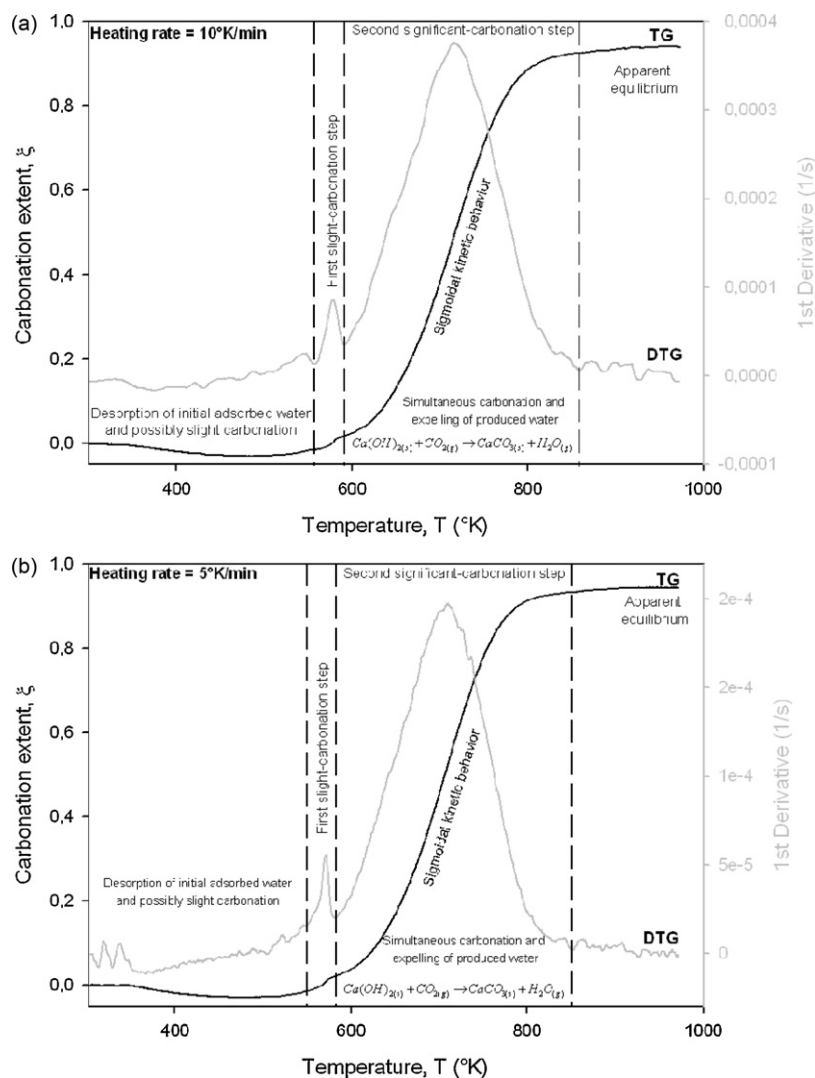 (a)
Heating rate = 10°K/min
Second significant-carbonation step
TG
Apparent
equilibrium
First slight-carbonation step
Sigmoidal kinetic behavior
DTG
Desorption of initial adsorbed water
and possibly slight carbonation
Simultaneous carbonation and
expelling of produced water
Ca(OH)2(s) + CO2(g) → CaCO3(s) + H2O(g)
Carbonation extent, ξ
1,0
0,8
0,6
0,4
0,2
0,0
1st Derivative (1/s)
0,0004
0,0003
0,0002
0,0001
0,0000
-0,0001
400
600
800
1000
Temperature, T (°K)
(b)
Heating rate = 5°K/min
Second significant-carbonation step
TG
Apparent
equilibrium
First slight-carbonation step
Sigmoidal kinetic behavior
DTG
Desorption of initial adsorbed water
and possibly slight carbonation
Simultaneous carbonation and
expelling of produced water
Ca(OH)2(s) + CO2(g) → CaCO3(s) + H2O(g)
Carbonation extent, ξ
1,0
0,8
0,6
0,4
0,2
0,0
1st Derivative (1/s)
2e-4
2e-4
1e-4
5e-5
0
400
600
800
1000
Temperature, T (°K)